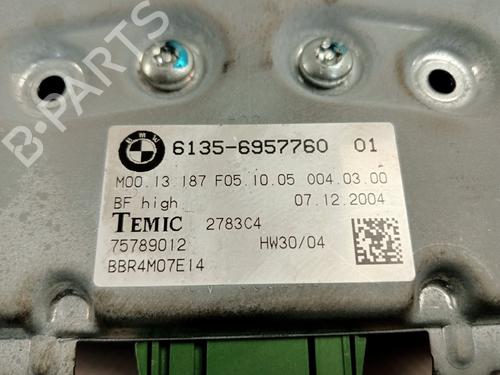 B-PARTS
BMW
6135-6957760 01
M00.13 187 F05.10.05 004.03.00
BF high 07.12.2004
TEMIC 2783C4
75789012 HW30/04
BBR4M07E14